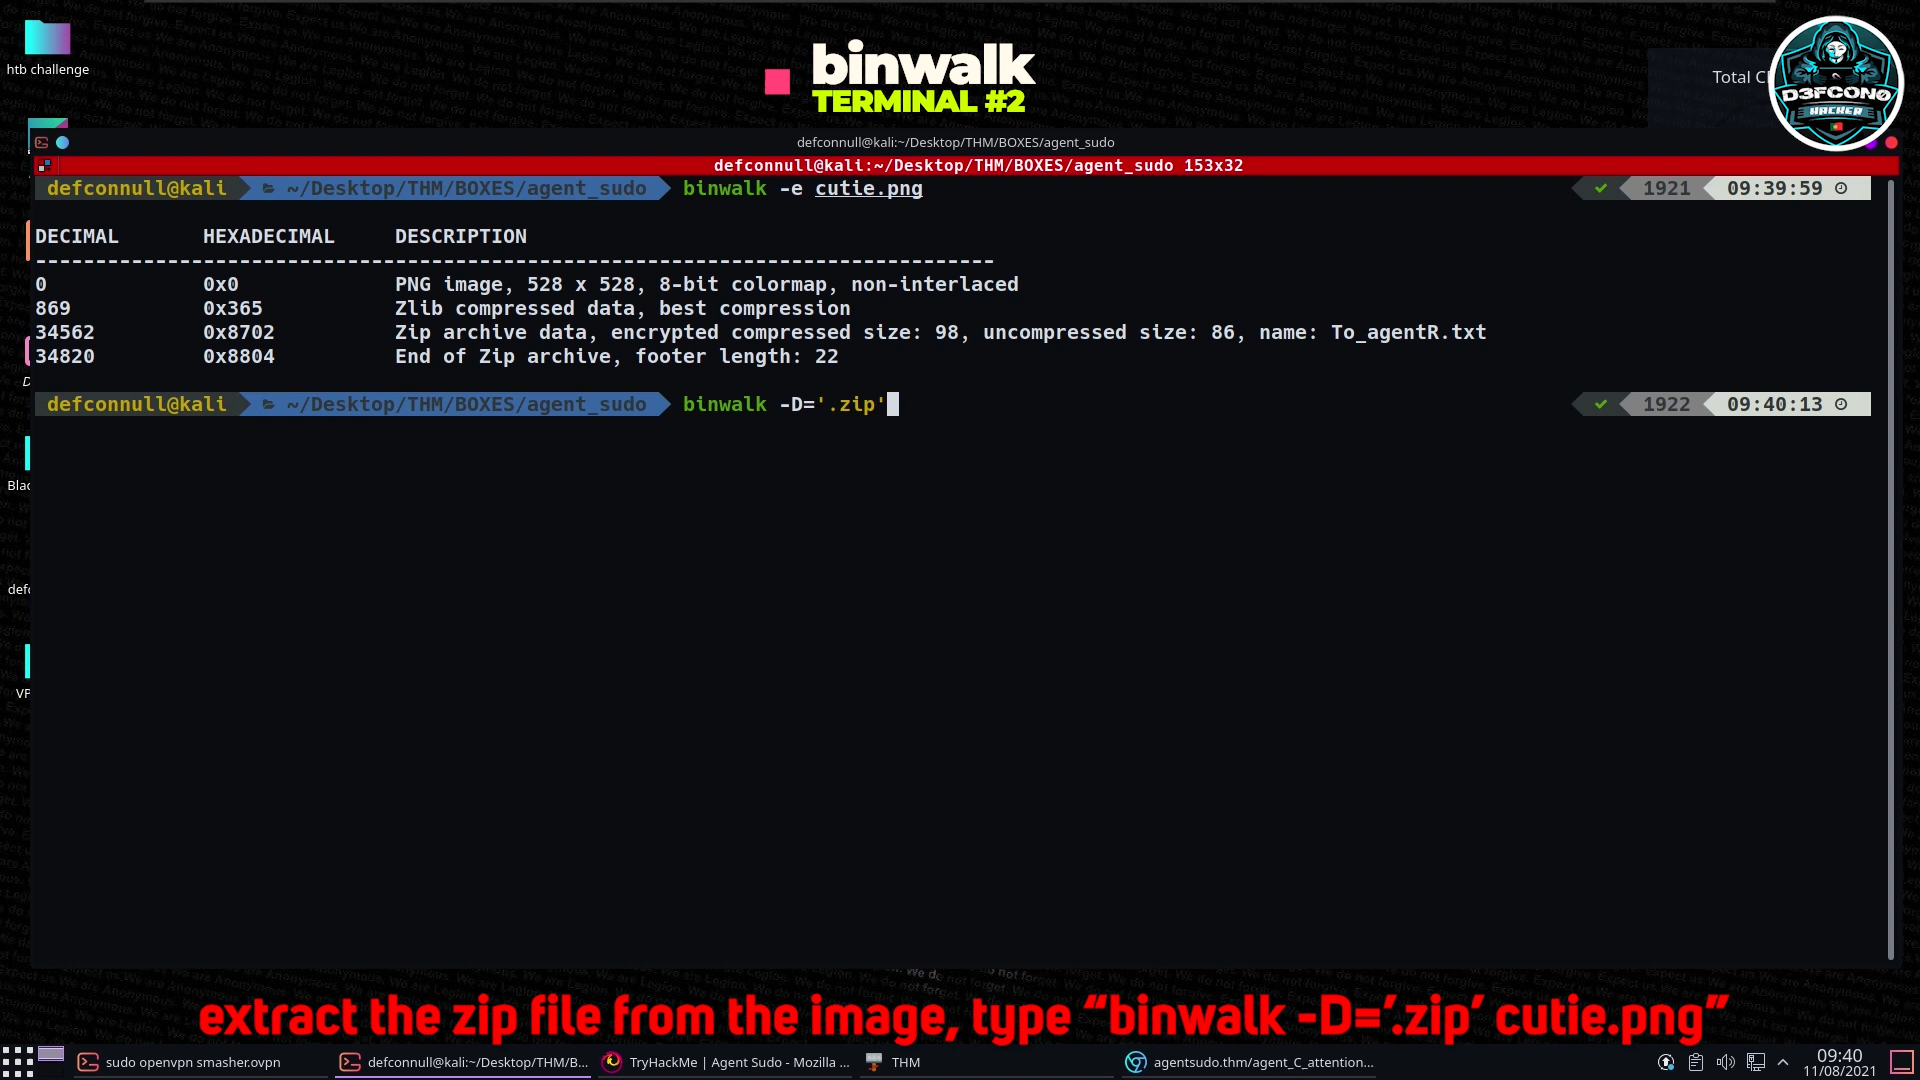 htb challenge
binwalk
TERMINAL #2
Total C
D3FCON0
HACKER
defconnull@kali:~/Desktop/THM/BOXES/agent_sudo
defconnull@kali:~/Desktop/THM/BOXES/agent_sudo 153x32
defconnull@kali ~/Desktop/THM/BOXES/agent_sudo binwalk -e cutie.png 1921 09:39:59
DECIMAL HEXADECIMAL DESCRIPTION
--------------------------------------------------------------------------------
0 0x0 PNG image, 528 x 528, 8-bit colormap, non-interlaced
869 0x365 Zlib compressed data, best compression
34562 0x8702 Zip archive data, encrypted compressed size: 98, uncompressed size: 86, name: To_agentR.txt
34820 0x8804 End of Zip archive, footer length: 22
defconnull@kali ~/Desktop/THM/BOXES/agent_sudo binwalk -D='.zip' 1922 09:40:13
D
Blac
defc
VP
extract the zip file from the image, type “binwalk -D=’.zip’ cutie.png”
sudo openvpn smasher.ovpn
defconnull@kali:~/Desktop/THM/B...
TryHackMe | Agent Sudo - Mozilla ...
THM
agentsudo.thm/agent_C_attention...
09:40
11/08/2021